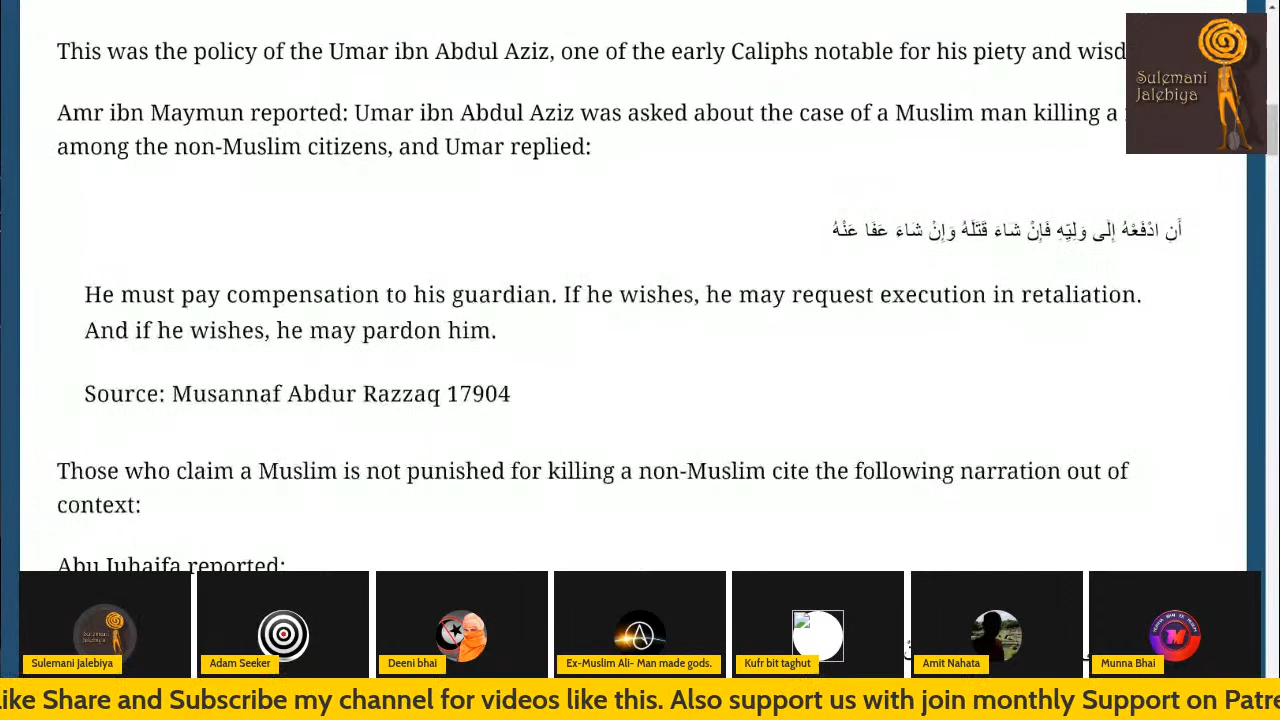 This was the policy of the Umar ibn Abdul Aziz, one of the early Caliphs notable for his piety and
Sulemani
Jalebiya
Amr ibn Maymun reported: Umar ibn Abdul Aziz was asked about the case of a Muslim man killing a
among the non-Muslim citizens, and Umar replied:
أَنِ ادْفَعْهُ إِلَى وَلِيِّهِ فَإِنْ شَاءَ قَتَلَهُ وَإِنْ شَاءَ عَفَا عَنْهُ
He must pay compensation to his guardian. If he wishes, he may request execution in retaliation.
And if he wishes, he may pardon him.
Source: Musannaf Abdur Razzaq 17904
Those who claim a Muslim is not punished for killing a non-Muslim cite the following narration out of
context:
Abu Juhaifa reported:
Sulemani Jalebiya
Adam Seeker
Deeni bhai
Ex-Muslim Ali- Man made gods.
Kufr bit taghut
Amit Nahata
Munna Bhai
Share and Subscribe my channel for videos like this. Also support us with join monthly Support on